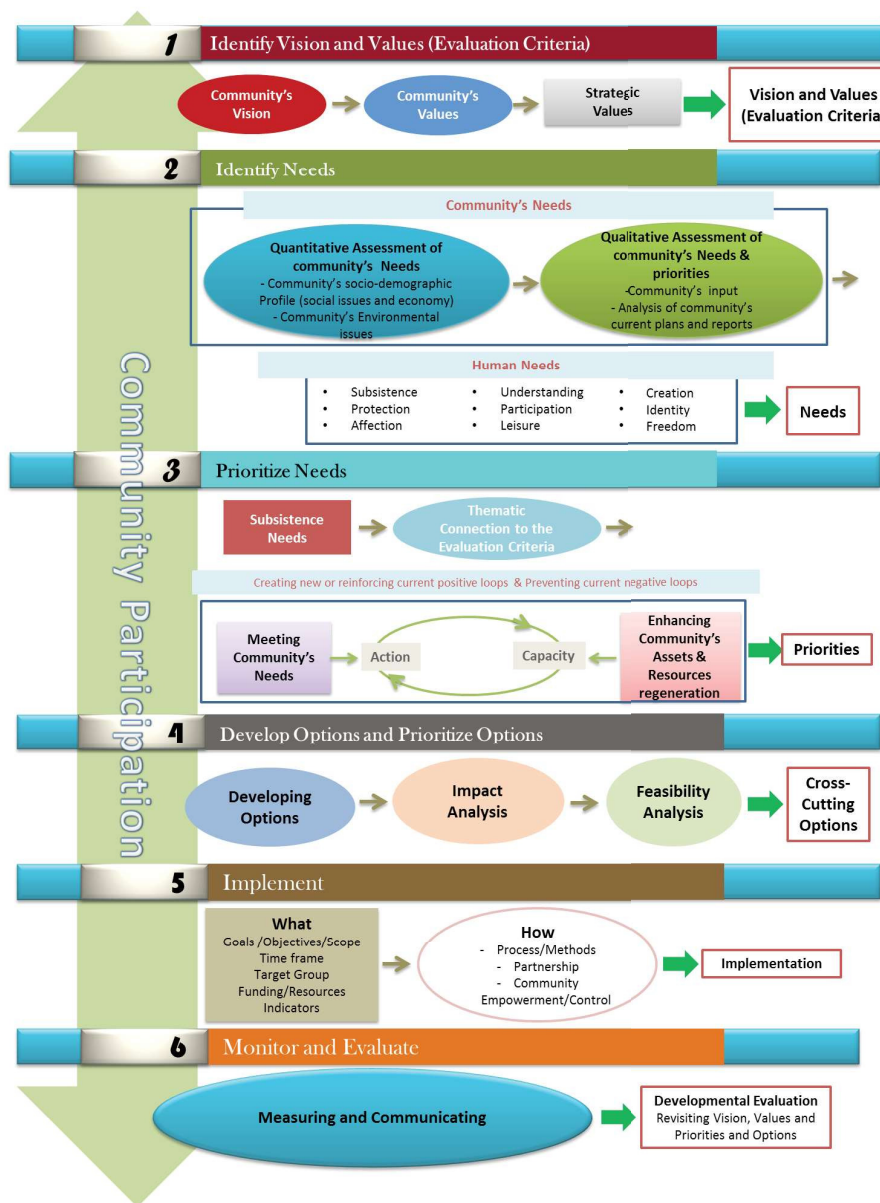 1 Identify Vision and Values (Evaluation Criteria)
Community's
Vision
Community's
Values
Strategic
Values
Vision and Values
(Evaluation Criteria
2 Identify Needs
Community's Needs
Quantitative Assessment of
community's Needs
- Community's socio-demographic
Profile (social issues and economy)
- Community's Environmental
issues
Qualitative Assessment of
community's Needs &
priorities
-Community's input
- Analysis of community's
current plans and reports
Human Needs
• Subsistence
• Protection
• Affection
• Understanding
• Participation
• Leisure
• Creation
• Identity
• Freedom
Needs
Community Participation
3 Prioritize Needs
Subsistence
Needs
Thematic
Connection to the
Evaluation Criteria
Creating new or reinforcing current positive loops & Preventing current negative loops
Meeting
Community's
Needs
Action
Capacity
Enhancing
Community's
Assets &
Resources
regeneration
Priorities
4 Develop Options and Prioritize Options
Developing
Options
Impact
Analysis
Feasibility
Analysis
Cross-
Cutting
Options
5 Implement
What
Goals /Objectives/Scope
Time frame
Target Group
Funding/Resources
Indicators
How
- Process/Methods
- Partnership
- Community
Empowerment/Control
Implementation
6 Monitor and Evaluate
Measuring and Communicating
Developmental Evaluation
Revisiting Vision, Values and
Priorities and Options